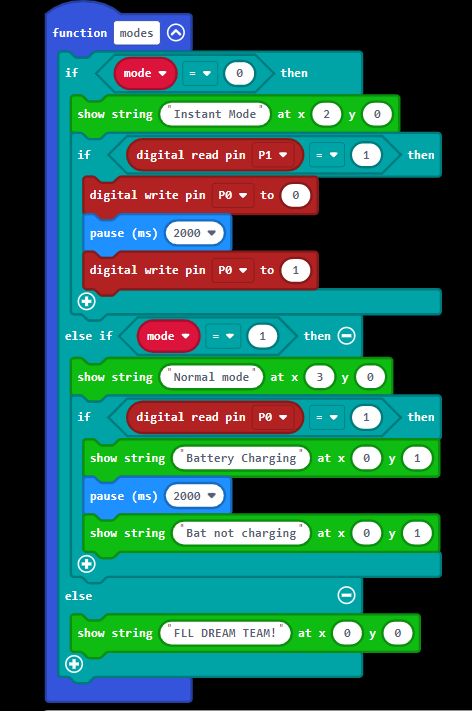 function modes
if mode = 0 then
show string "Instant Mode" at x 2 y 0
if digital read pin P1 = 1 then
digital write pin P0 to 0
pause (ms) 2000
digital write pin P0 to 1
else if mode = 1 then
show string "Normal mode" at x 3 y 0
if digital read pin P0 = 1 then
show string "Battery Charging" at x 0 y 1
pause (ms) 2000
show string "Bat not charging" at x 0 y 1
else
show string "FLL DREAM TEAM!" at x 0 y 0